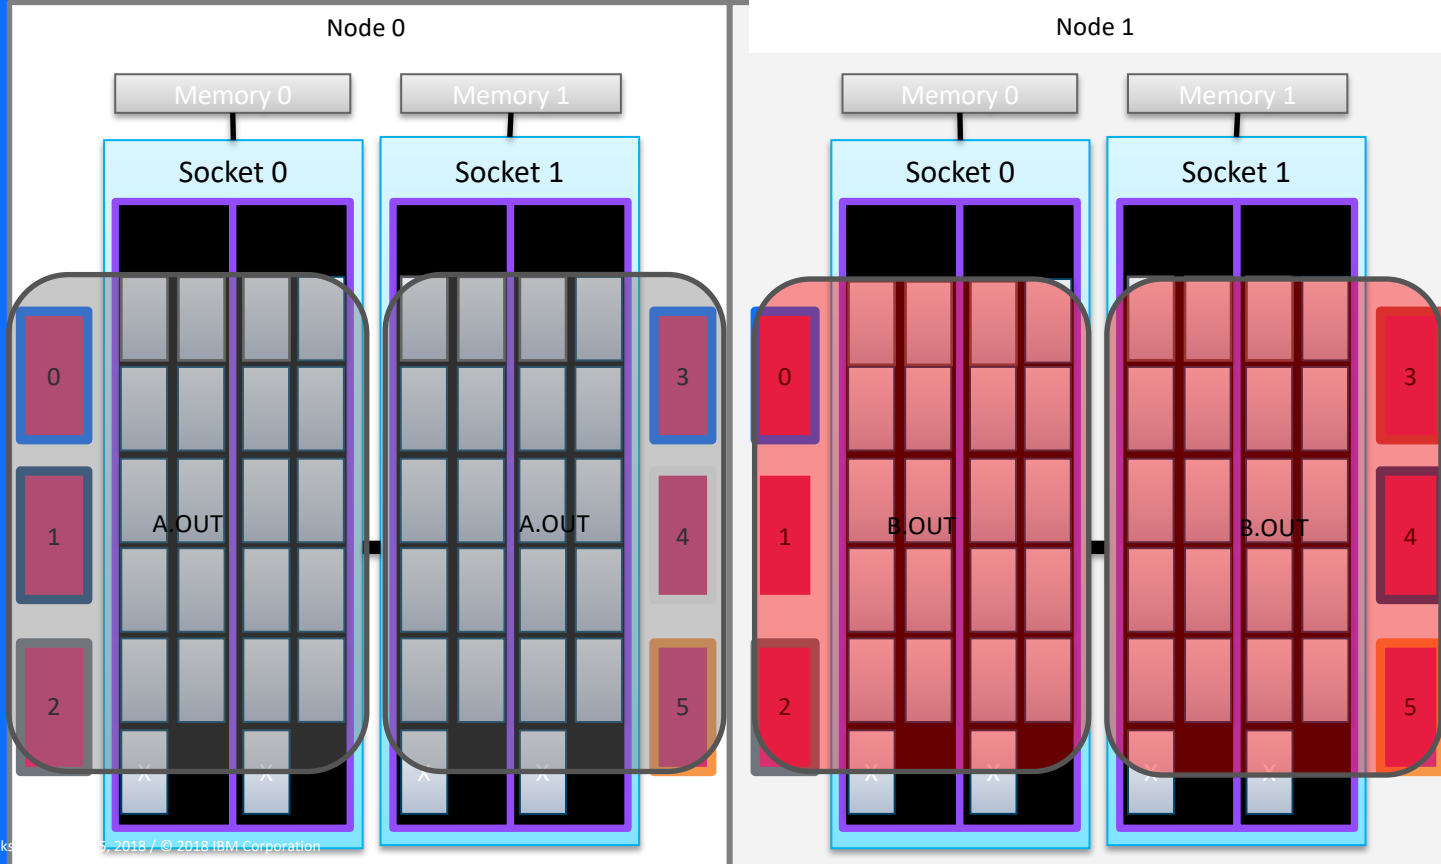 Node 0
Node 1
Memory 0
Memory 1
Memory 0
Memory 1
Socket 0
Socket 1
Socket 0
Socket 1
0
3
0
3
1
A.OUT
A.OUT
4
1
B.OUT
B.OUT
4
2
5
2
5
X
X
X
X
X
X
X
X
5, 2018 / © 2018 IBM Corporation